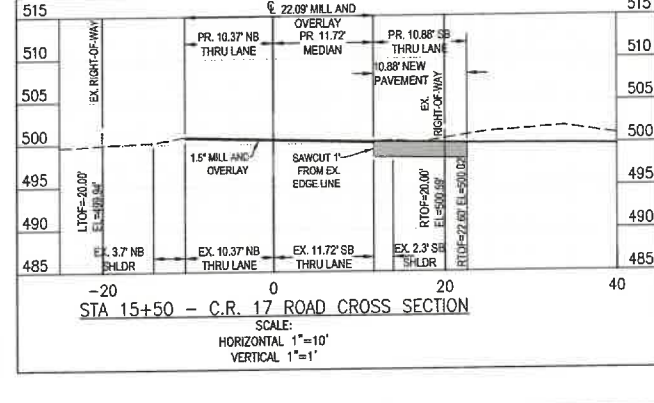 515
510
505
500
495
490
485
℄ 22.09' MILL AND
OVERLAY
PR. 10.37' NB
THRU LANE
PR. 11.72'
MEDIAN
PR. 10.88' SB
THRU LANE
10.88' NEW
PAVEMENT
EX. RIGHT-OF-WAY
EX.
RIGHT-OF-WAY
1.5" MILL AND
OVERLAY
SAWCUT 1'
FROM EX.
EDGE LINE
LTOF=-20.00'
EL=499.94'
RTOF=20.00'
EL=500.59'
RTOF=22.60' EL=500.02'
EX. 3.7' NB
SHLDR
EX. 10.37' NB
THRU LANE
EX. 11.72' SB
THRU LANE
EX. 2.3' SB
SHLDR
515
510
505
500
495
490
485
-20
0
20
40
STA 15+50 - C.R. 17 ROAD CROSS SECTION
SCALE:
HORIZONTAL 1"=10'
VERTICAL 1"=1'